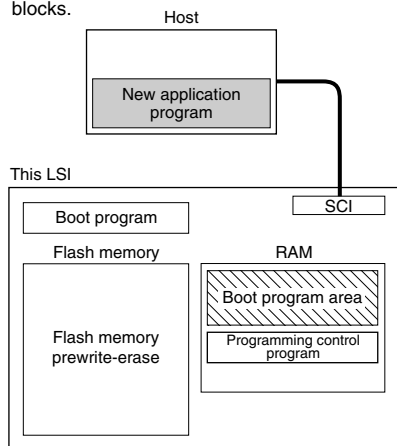 blocks.
Host
New application
program
This LSI
SCI
Boot program
Flash memory
RAM
Flash memory
prewrite-erase
Boot program area
Programming control
program